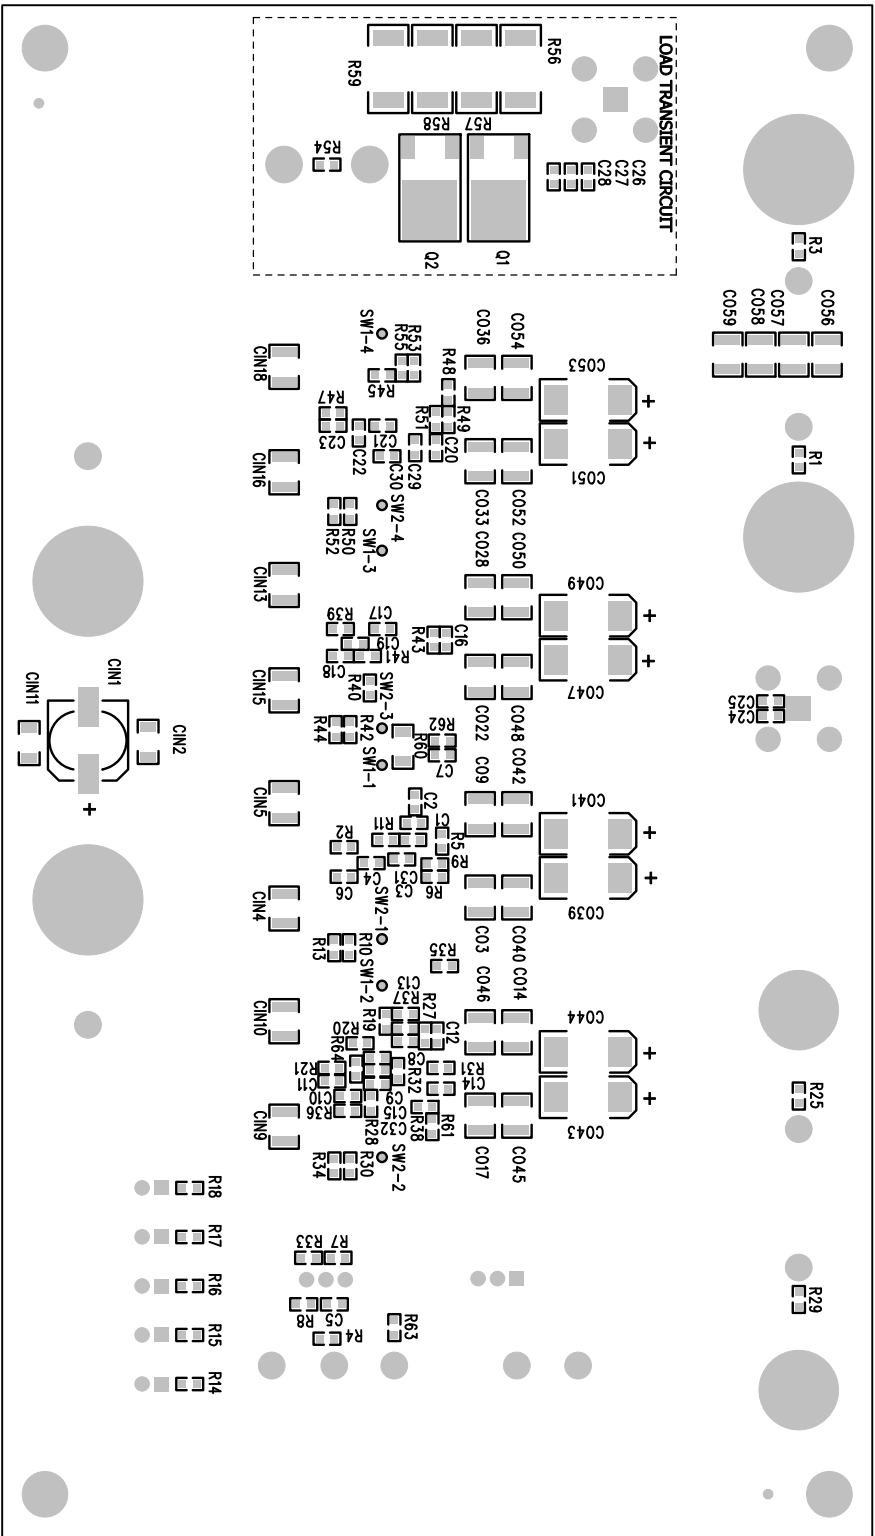 R56
R59
LOAD TRANSIENT CIRCUIT
R58
R57
R54
C28
C27
C26
Q2
Q1
R3
CO59
CO58
CO57
CO56
SW1-4
R55
R53
CO36
CO54
CIN18
R45
R48
CO53
+
R47
R51
R49
C23
C22
C21
C30
C29
C20
+
CO51
R1
CIN16
SW2-4
R52
R50
SW1-3
CO33
CO28
CO52
CO50
CIN13
CO49
+
R39
C17
C19
R43
C16
C18
R41
+
CO47
CIN15
R40
SW2-3
C25
C24
CIN11
CIN1
CIN2
R44
R42
SW1-1
R60
R62
C7
CO22
CO9
CO48
CO42
+
CIN5
C2
C1
CO41
+
R2
R11
R5
R9
C6
C4
C3
C31
R6
+
CO39
CIN4
SW2-1
R13
R10
SW1-2
R35
CO3
CO46
CO40
CO14
C13
R37
R27
CIN10
R20
R19
C12
CO44
+
R64
R21
C11
C8
R32
R31
C14
C10
R36
C9
C15
C32
R28
R38
R61
+
CO43
R25
CIN9
R34
R30
SW2-2
CO17
CO45
R18
R17
R33
R7
R16
R8
C5
R4
R63
R29
R15
R14